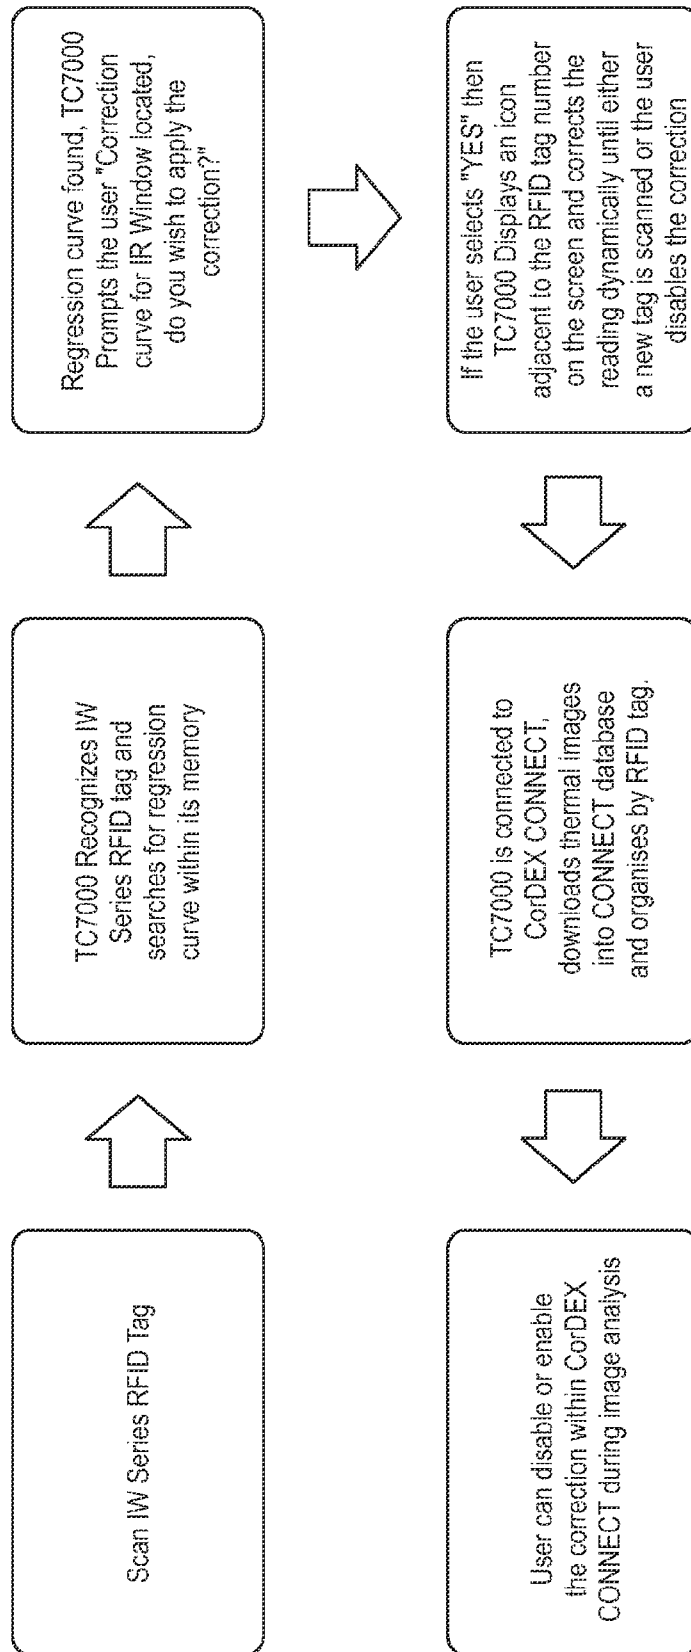 Scan IW Series RFID Tag
TC7000 Recognizes IW
Series RFID tag and
searches for regression
curve within its memory
Regression curve found, TC7000
Prompts the user "Correction
curve for IR Window located,
do you wish to apply the
correction?"
If the user selects "YES" then
TC7000 Displays an icon
adjacent to the RFID tag number
on the screen and corrects the
reading dynamically until either
a new tag is scanned or the user
disables the correction
TC7000 is connected to
CorDEX CONNECT,
downloads thermal images
into CONNECT database
and organises by RFID tag.
User can disable or enable
the correction within CorDEX
CONNECT during image analysis